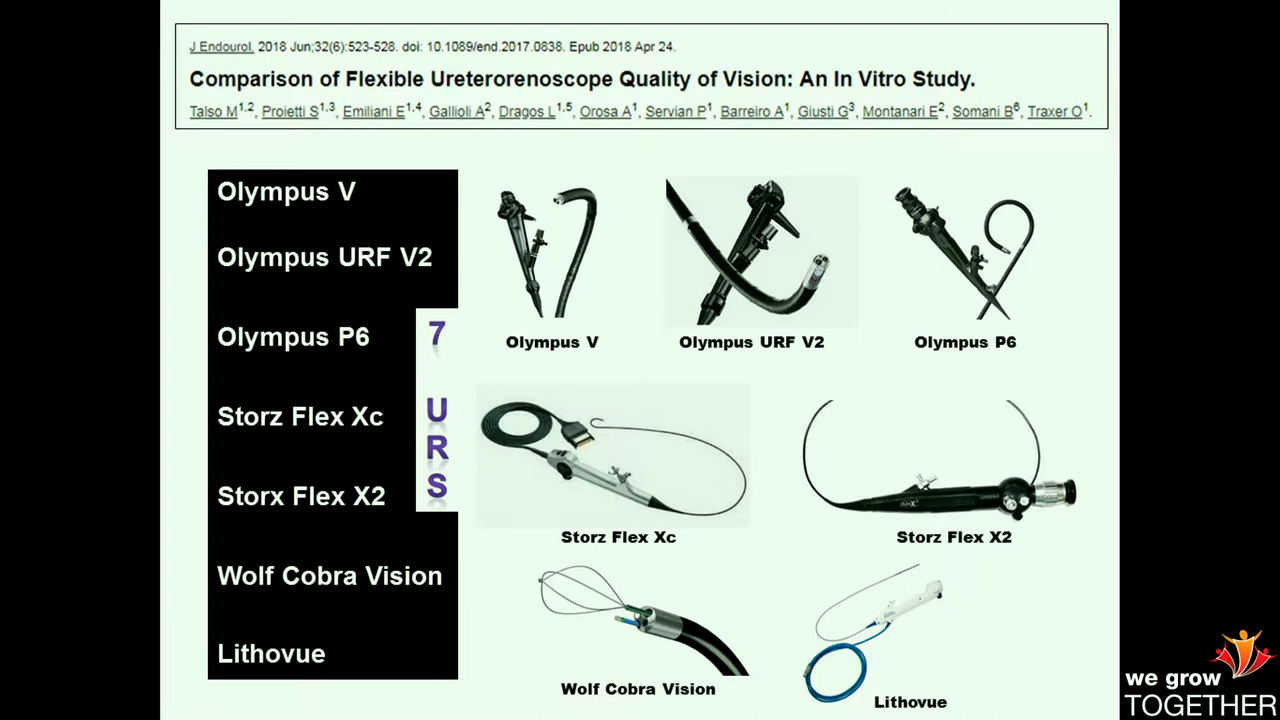 J Endourol. 2018 Jun;32(6):523-528. doi: 10.1089/end.2017.0838. Epub 2018 Apr 24.
Comparison of Flexible Ureterorenoscope Quality of Vision: An In Vitro Study.
Talso M1,2, Proietti S1,3, Emiliani E1,4, Gallioli A2, Dragos L1,5, Orosa A1, Servian P1, Barreiro A1, Giusti G3, Montanari E2, Somani B6, Traxer O1.
Olympus V
Olympus URF V2
Olympus P6
Storz Flex Xc
Storx Flex X2
Wolf Cobra Vision
Lithovue
7
U
R
S
Olympus V
Olympus URF V2
Olympus P6
Storz Flex Xc
Storz Flex X2
Wolf Cobra Vision
Lithovue
we grow
TOGETHER